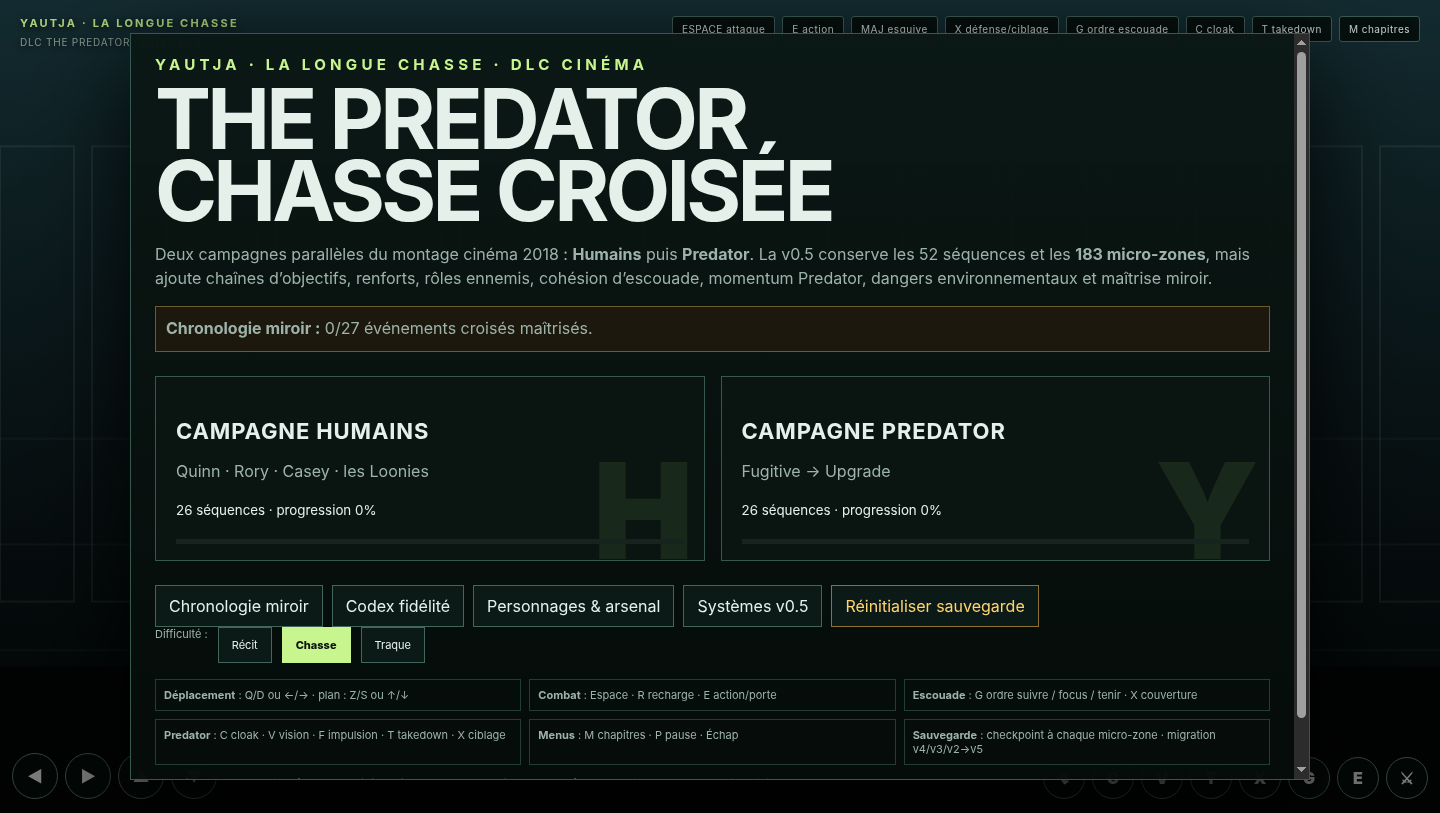 YAUTJA · LA LONGUE CHASSE
DLC THE PREDATOR
ESPACE attaque
E action
MAJ esquive
X défense/ciblage
G ordre escouade
C cloak
T takedown
M chapitres
YAUTJA · LA LONGUE CHASSE · DLC CINÉMA
THE PREDATOR
CHASSE CROISÉE
Deux campagnes parallèles du montage cinéma 2018 : Humains puis Predator. La v0.5 conserve les 52 séquences et les 183 micro-zones, mais
ajoute chaînes d’objectifs, renforts, rôles ennemis, cohésion d’escouade, momentum Predator, dangers environnementaux et maîtrise miroir.
Chronologie miroir : 0/27 événements croisés maîtrisés.
CAMPAGNE HUMAINS
Quinn · Rory · Casey · les Loonies
26 séquences · progression 0%
H
CAMPAGNE PREDATOR
Fugitive → Upgrade
26 séquences · progression 0%
Y
Chronologie miroir
Codex fidélité
Personnages & arsenal
Systèmes v0.5
Réinitialiser sauvegarde
Difficulté :
Récit
Chasse
Traque
Déplacement : Q/D ou ←/→ · plan : Z/S ou ↑/↓
Combat : Espace · R recharge · E action/porte
Escouade : G ordre suivre / focus / tenir · X couverture
Predator : C cloak · V vision · F impulsion · T takedown · X ciblage
Menus : M chapitres · P pause · Échap
Sauvegarde : checkpoint à chaque micro-zone · migration
v4/v3/v2→v5
◀
▶
G
E
⚔